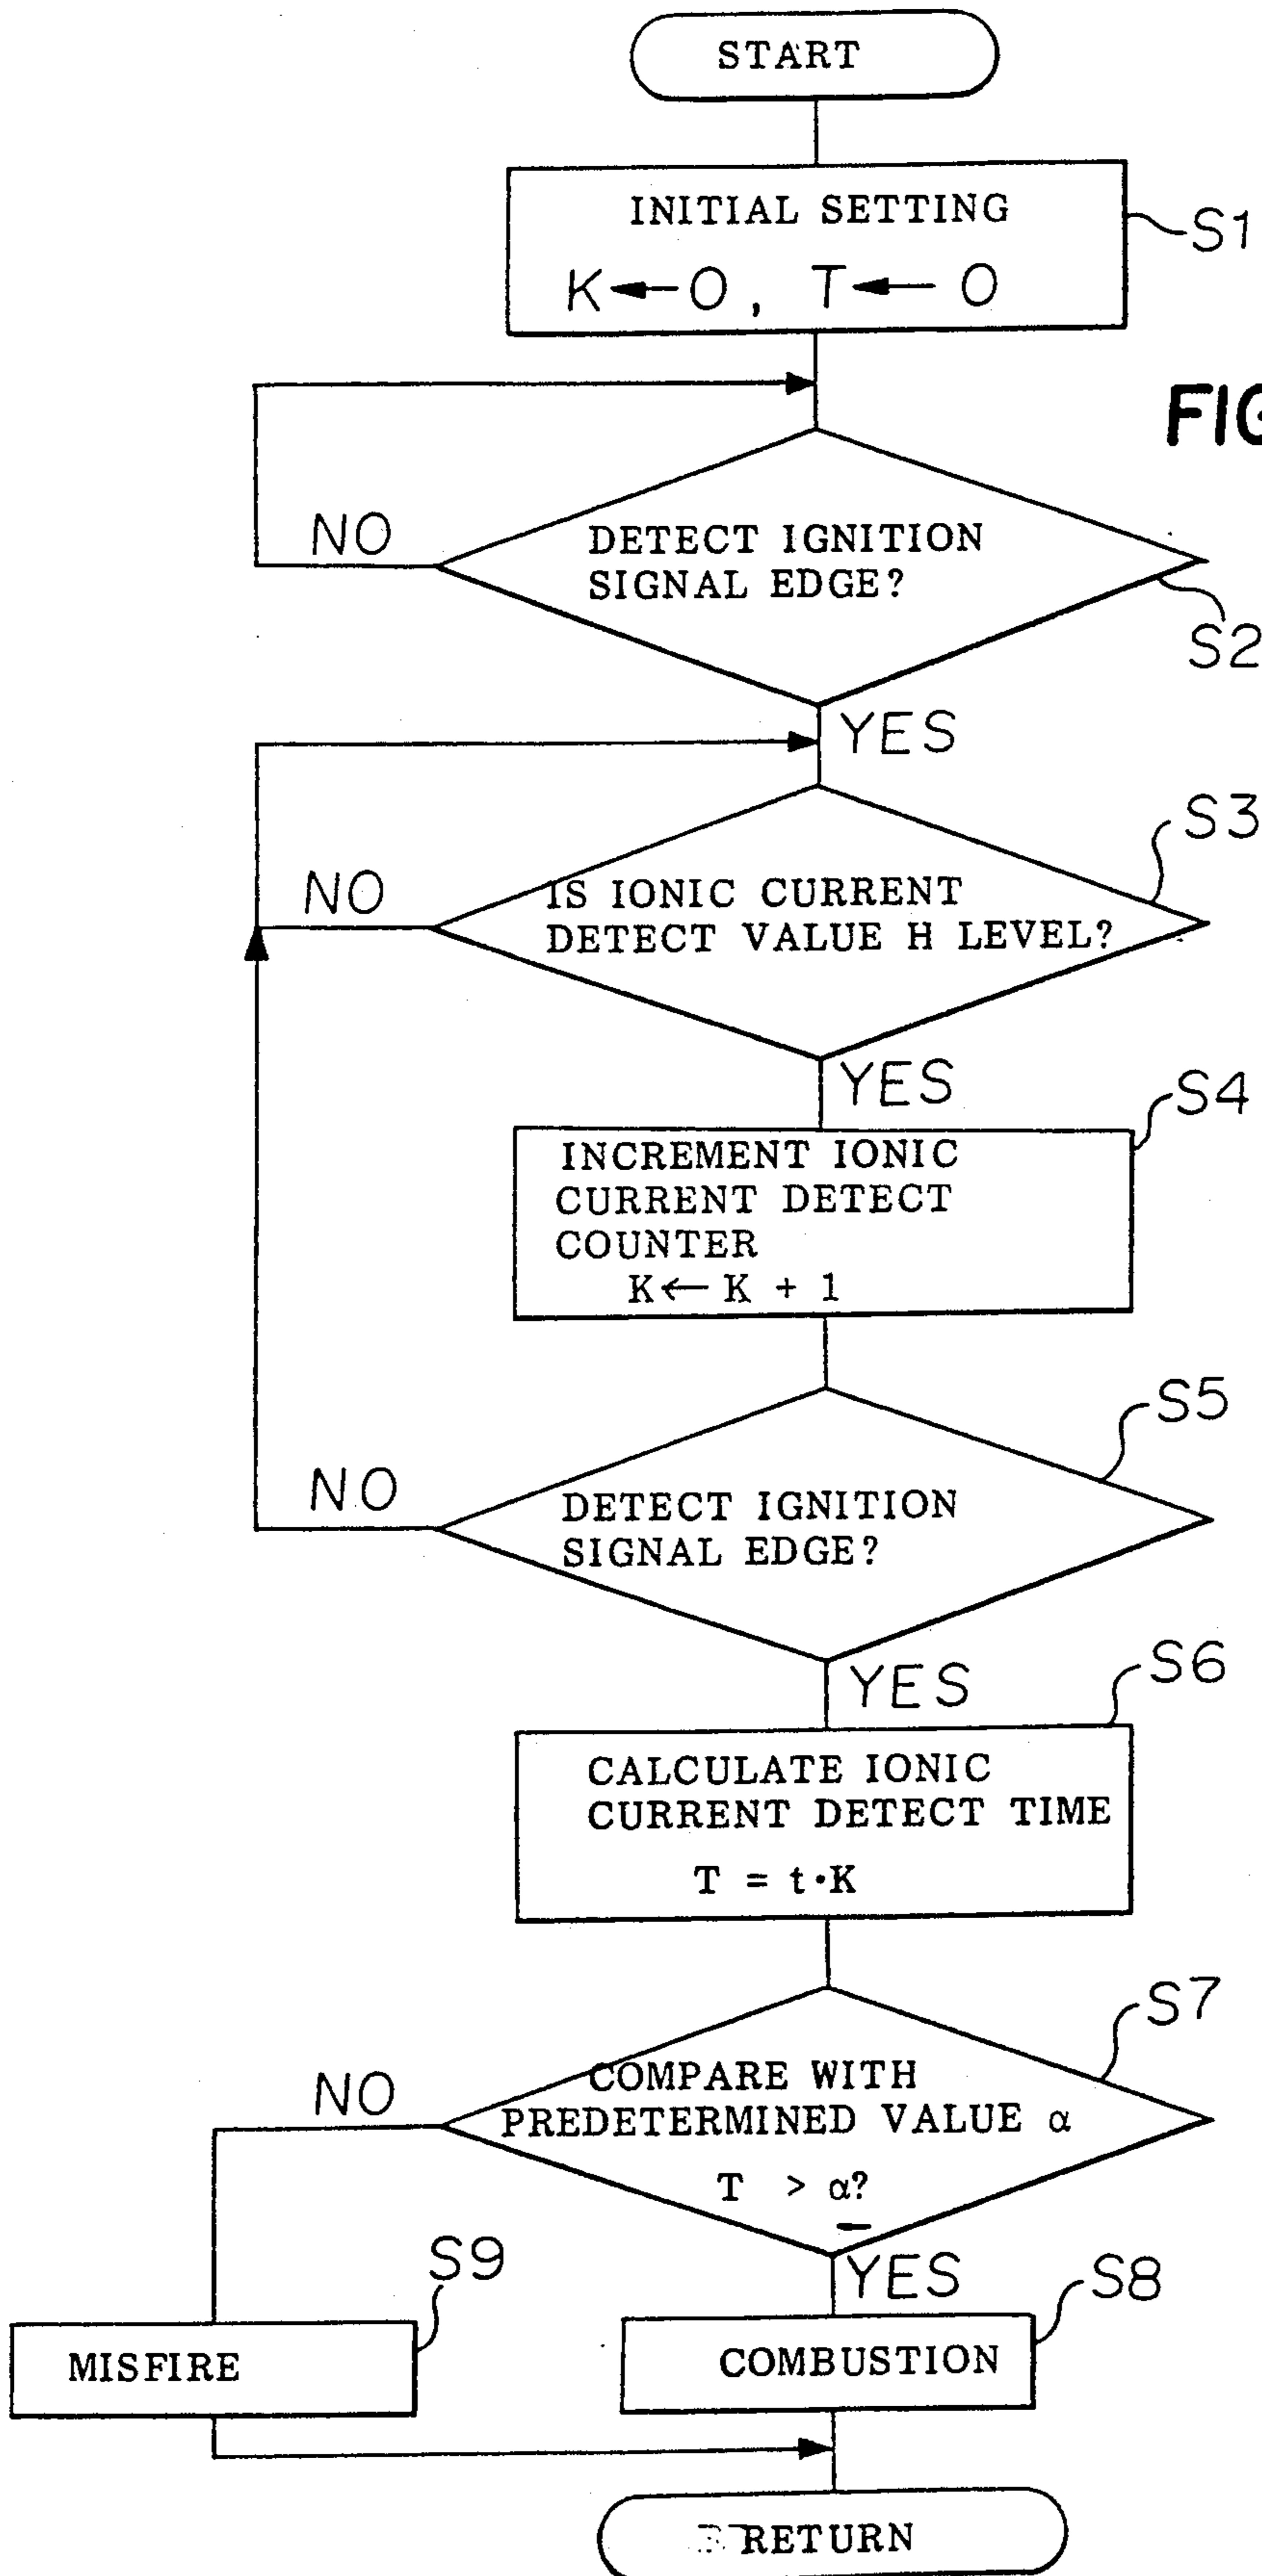 START
INITIAL SETTING
K←0, T←0
S1
FIG
NO
DETECT IGNITION
SIGNAL EDGE?
S2
YES
S3
NO
IS IONIC CURRENT
DETECT VALUE H LEVEL?
YES
S4
INCREMENT IONIC
CURRENT DETECT
COUNTER
K← K + 1
S5
NO
DETECT IGNITION
SIGNAL EDGE?
YES
S6
CALCULATE IONIC
CURRENT DETECT TIME
T = t·K
S7
NO
COMPARE WITH
PREDETERMINED VALUE α
T > α?
YES
S9
S8
MISFIRE
COMBUSTION
RETURN